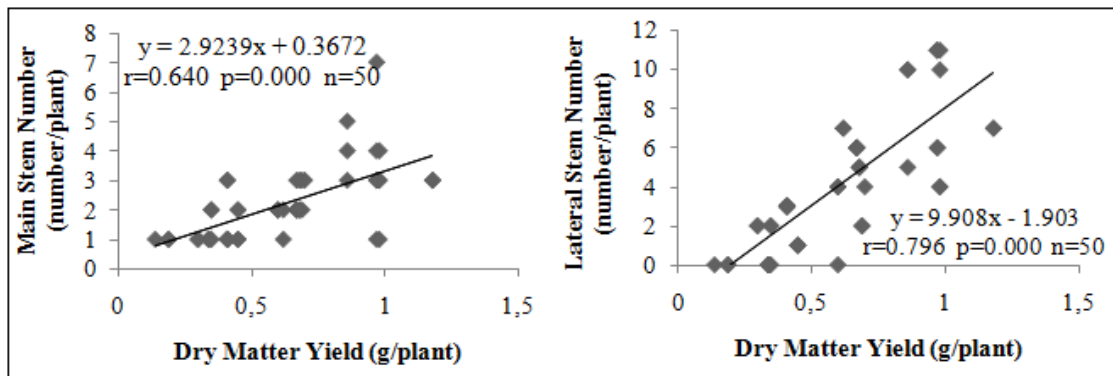 Main Stem Number
(number/plant)
8
7
6
5
4
3
2
1
0
y = 2.9239x + 0.3672
r=0.640 p=0.000 n=50
0
0,5
1
1,5
Dry Matter Yield (g/plant)
Lateral Stem Number
(number/plant)
12
10
8
6
4
2
0
y = 9.908x - 1.903
r=0.796 p=0.000 n=50
0
0,5
1
1,5
Dry Matter Yield (g/plant)